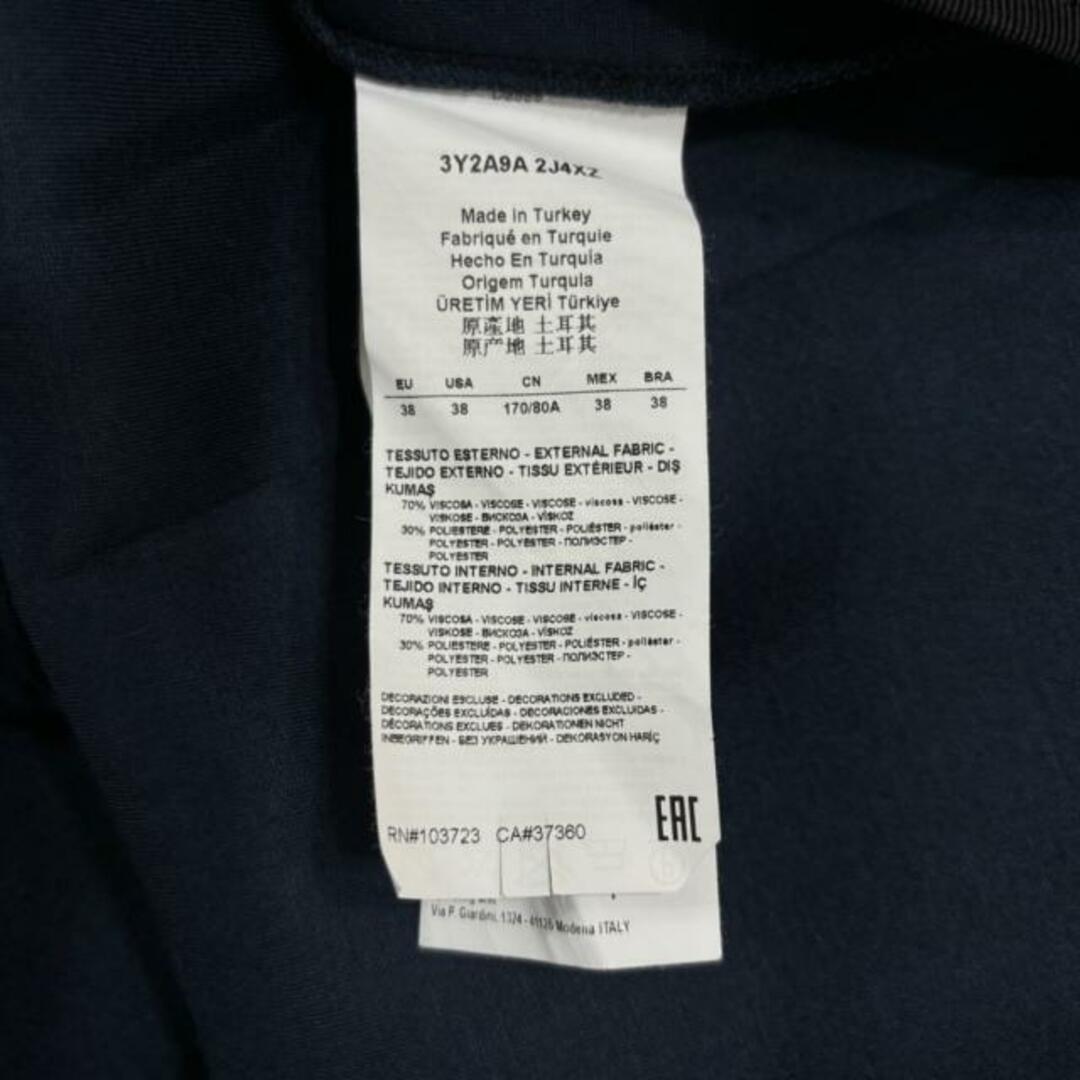 3Y2A9A 2J4XZ
Made in Turkey
Fabriqué en Turquie
Hecho En Turquía
Origem Turquia
ÜRETİM YERİ Türkiye
原產地 土耳其
原产地 土耳其
EU USA CN MEX BRA
38 38 170/80A 38 38
TESSUTO ESTERNO - EXTERNAL FABRIC -
TEJIDO EXTERNO - TISSU EXTÉRIEUR - DIŞ
KUMAŞ
70% VISCOSA - VISCOSE - VISCOSE - viscosa - VISCOSE -
VISKOSE - ВИСКОЗА - VİSKOZ
30% POLIESTERE - POLYESTER - POLIÉSTER - poliéster -
POLYESTER - POLYESTER - ПОЛИЭСТЕР -
POLYESTER
TESSUTO INTERNO - INTERNAL FABRIC -
TEJIDO INTERNO - TISSU INTERNE - İÇ
KUMAŞ
70% VISCOSA - VISCOSE - VISCOSE - viscosa - VISCOSE -
VISKOSE - ВИСКОЗА - VİSKOZ
30% POLIESTERE - POLYESTER - POLIÉSTER - poliéster -
POLYESTER - POLYESTER - ПОЛИЭСТЕР -
POLYESTER
DECORAZIONI ESCLUSE - DECORATIONS EXCLUDED -
DECORAÇÕES EXCLUÍDAS - DECORACIONES EXCLUIDAS -
DÉCORATIONS EXCLUES - DEKORATIONEN NICHT
INBEGRIFFEN - БЕЗ УКРАШЕНИЙ - DEKORASYON HARİÇ
EAC
RN#103723 CA#37360
Via P. Giardini, 1324 - 41126 Modena ITALY